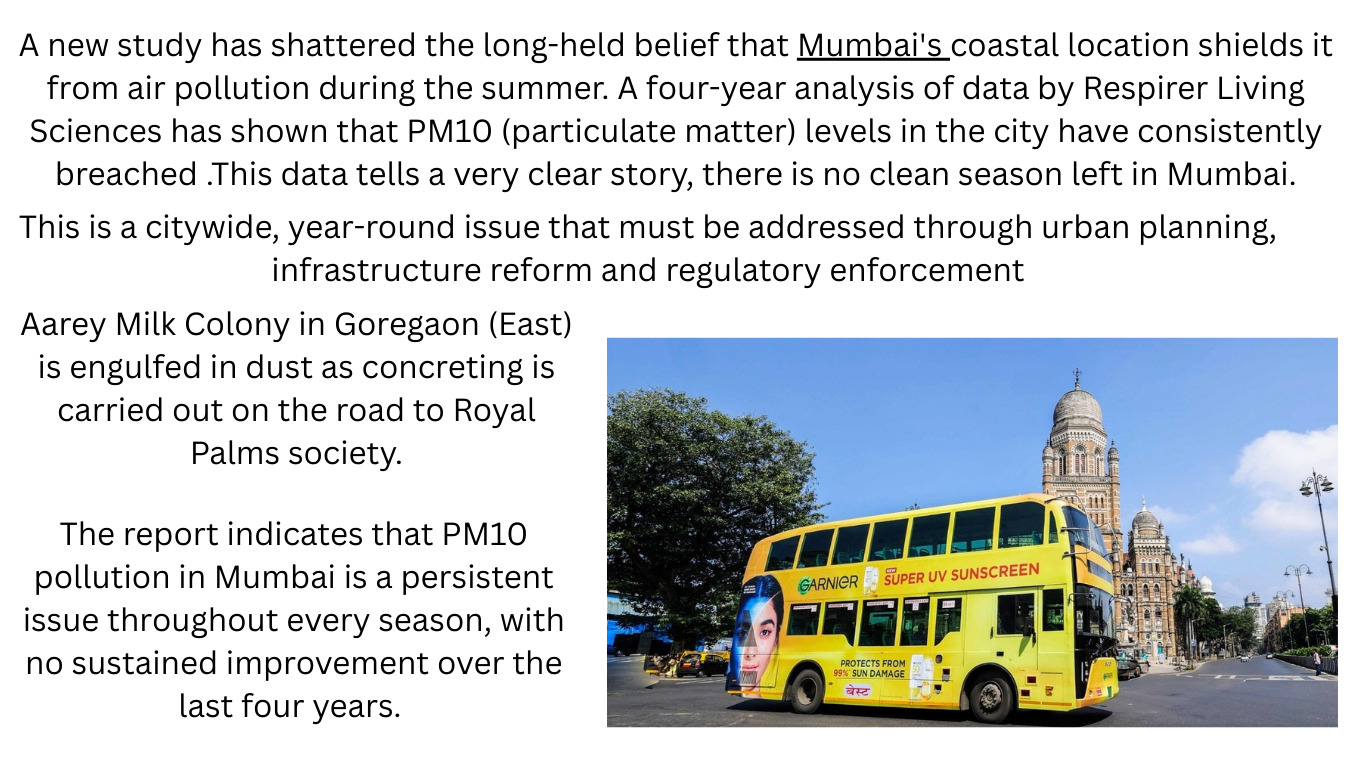 A new study has shattered the long-held belief that Mumbai's coastal location shields it
from air pollution during the summer. A four-year analysis of data by Respirer Living
Sciences has shown that PM10 (particulate matter) levels in the city have consistently
breached .This data tells a very clear story, there is no clean season left in Mumbai.
This is a citywide, year-round issue that must be addressed through urban planning,
infrastructure reform and regulatory enforcement
Aarey Milk Colony in Goregaon (East)
is engulfed in dust as concreting is
carried out on the road to Royal
Palms society.
The report indicates that PM10
pollution in Mumbai is a persistent
issue throughout every season, with
no sustained improvement over the
last four years.
GARNIER
NEW
SUPER UV SUNSCREEN
PROTECTS FROM
99% SUN DAMAGE
बेस्ट